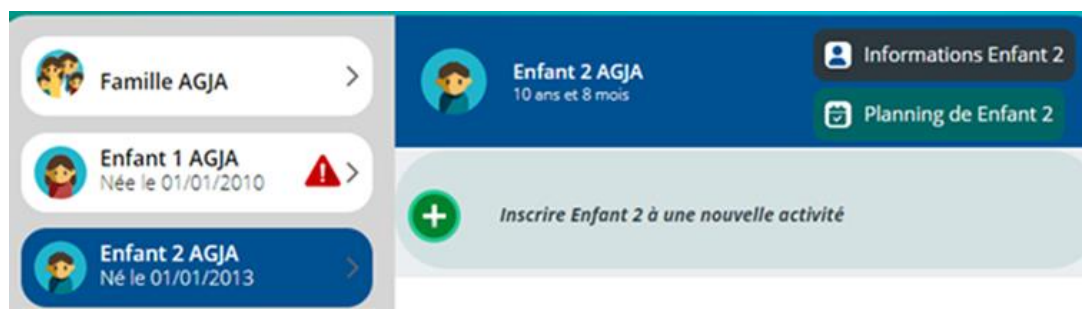 Famille AGJA
Enfant 1 AGJA
Née le 01/01/2010
Enfant 2 AGJA
Né le 01/01/2013
Enfant 2 AGJA
10 ans et 8 mois
Informations Enfant 2
Planning de Enfant 2
Inscrire Enfant 2 à une nouvelle activité